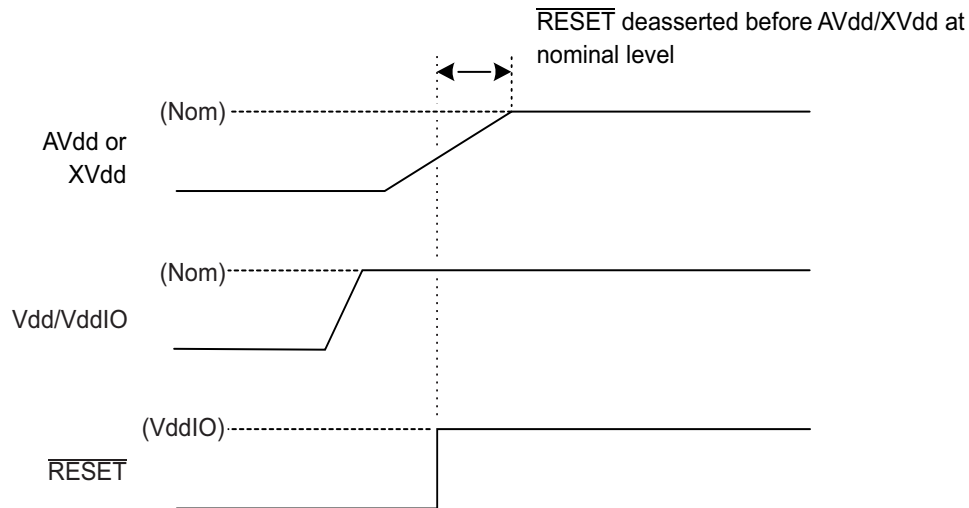 RESET deasserted before AVdd/XVdd at
nominal level
(Nom)
AVdd or
XVdd
(Nom)
Vdd/VddIO
(VddIO)
RESET